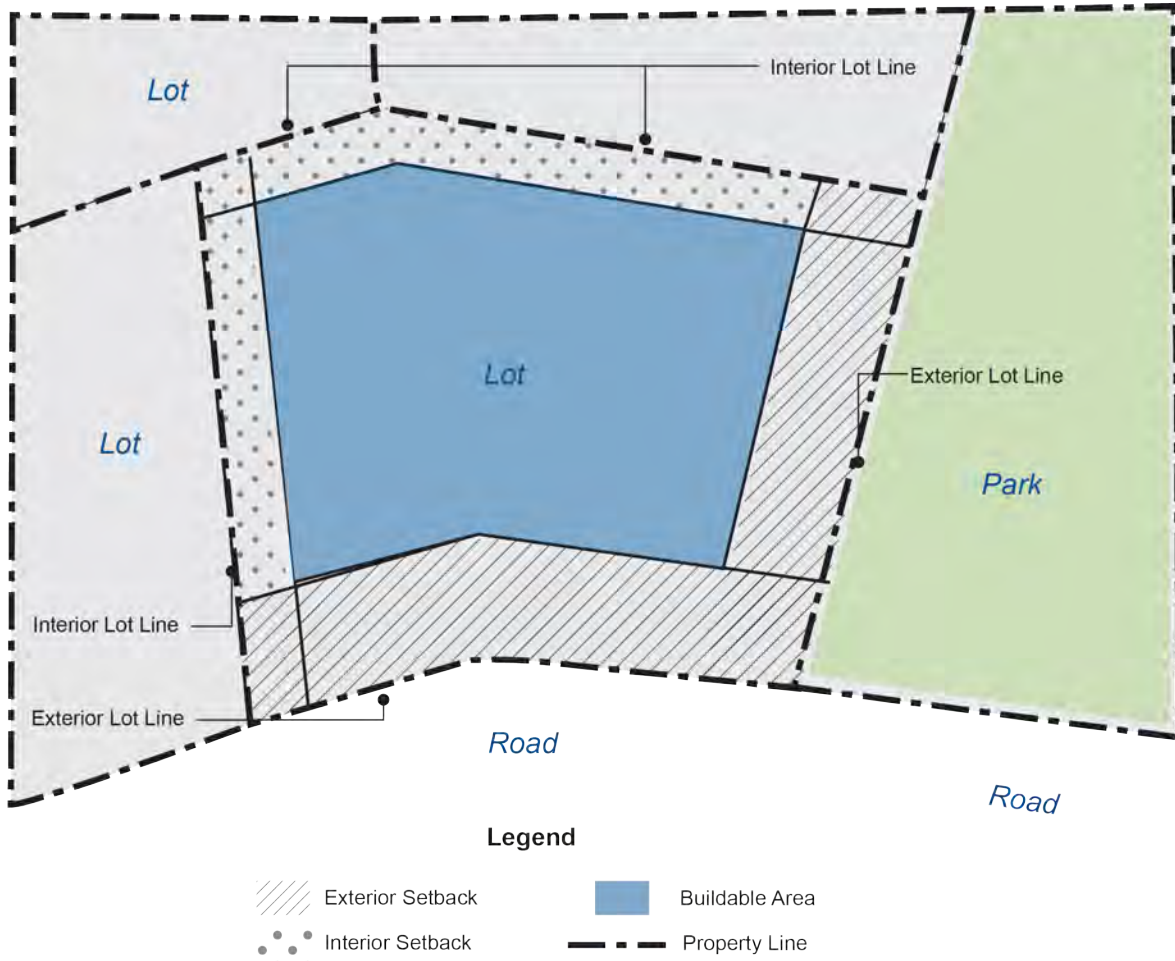 Interior Lot Line
Lot
Lot
Exterior Lot Line
Lot
Park
Interior Lot Line
Exterior Lot Line
Road
Road
Legend
Exterior Setback
Buildable Area
Interior Setback
Property Line